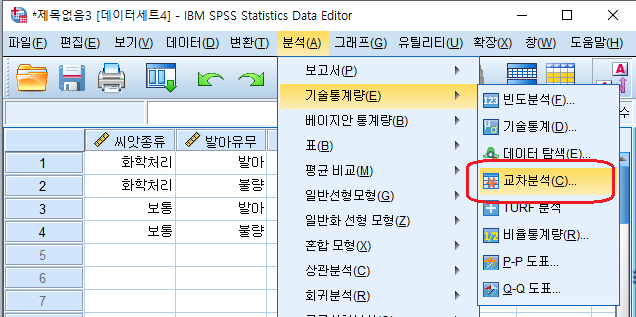 *제목없음3 [데이터세트4] - IBM SPSS Statistics Data Editor
파일(F) 편집(E) 보기(V) 데이터(D) 변환(T) 분석(A) 그래프(G) 유틸리티(U) 확장(X) 창(W) 도움말(H)
보고서(P)
기술통계량(E)
베이지안 통계량(B)
표(B)
평균 비교(M)
일반선형모형(G)
일반화 선형 모형(Z)
혼합 모형(X)
상관분석(C)
회귀분석(R)
123 빈도분석(F)...
기술통계(D)...
데이터 탐색(E)...
교차분석(C)...
TURF 분석
1/2 비율통계량(R)...
P-P 도표...
Q-Q 도표...
수
씨앗종류 발아유무
1 화학처리 발아
2 화학처리 불량
3 보통 발아
4 보통 불량
5
6
7